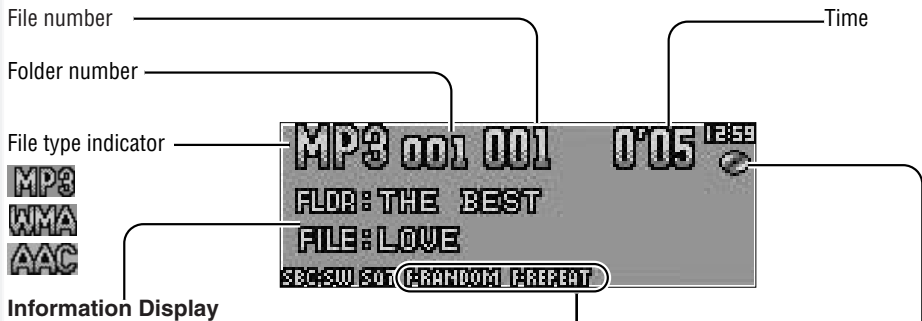 File number
Time
Folder number
File type indicator
MP3 001 001 0'05 12:59
MP3
FLDR:THE BEST
WMA
FILE:LOVE
AAC
F-RANDOM F-REPEAT
Information Display